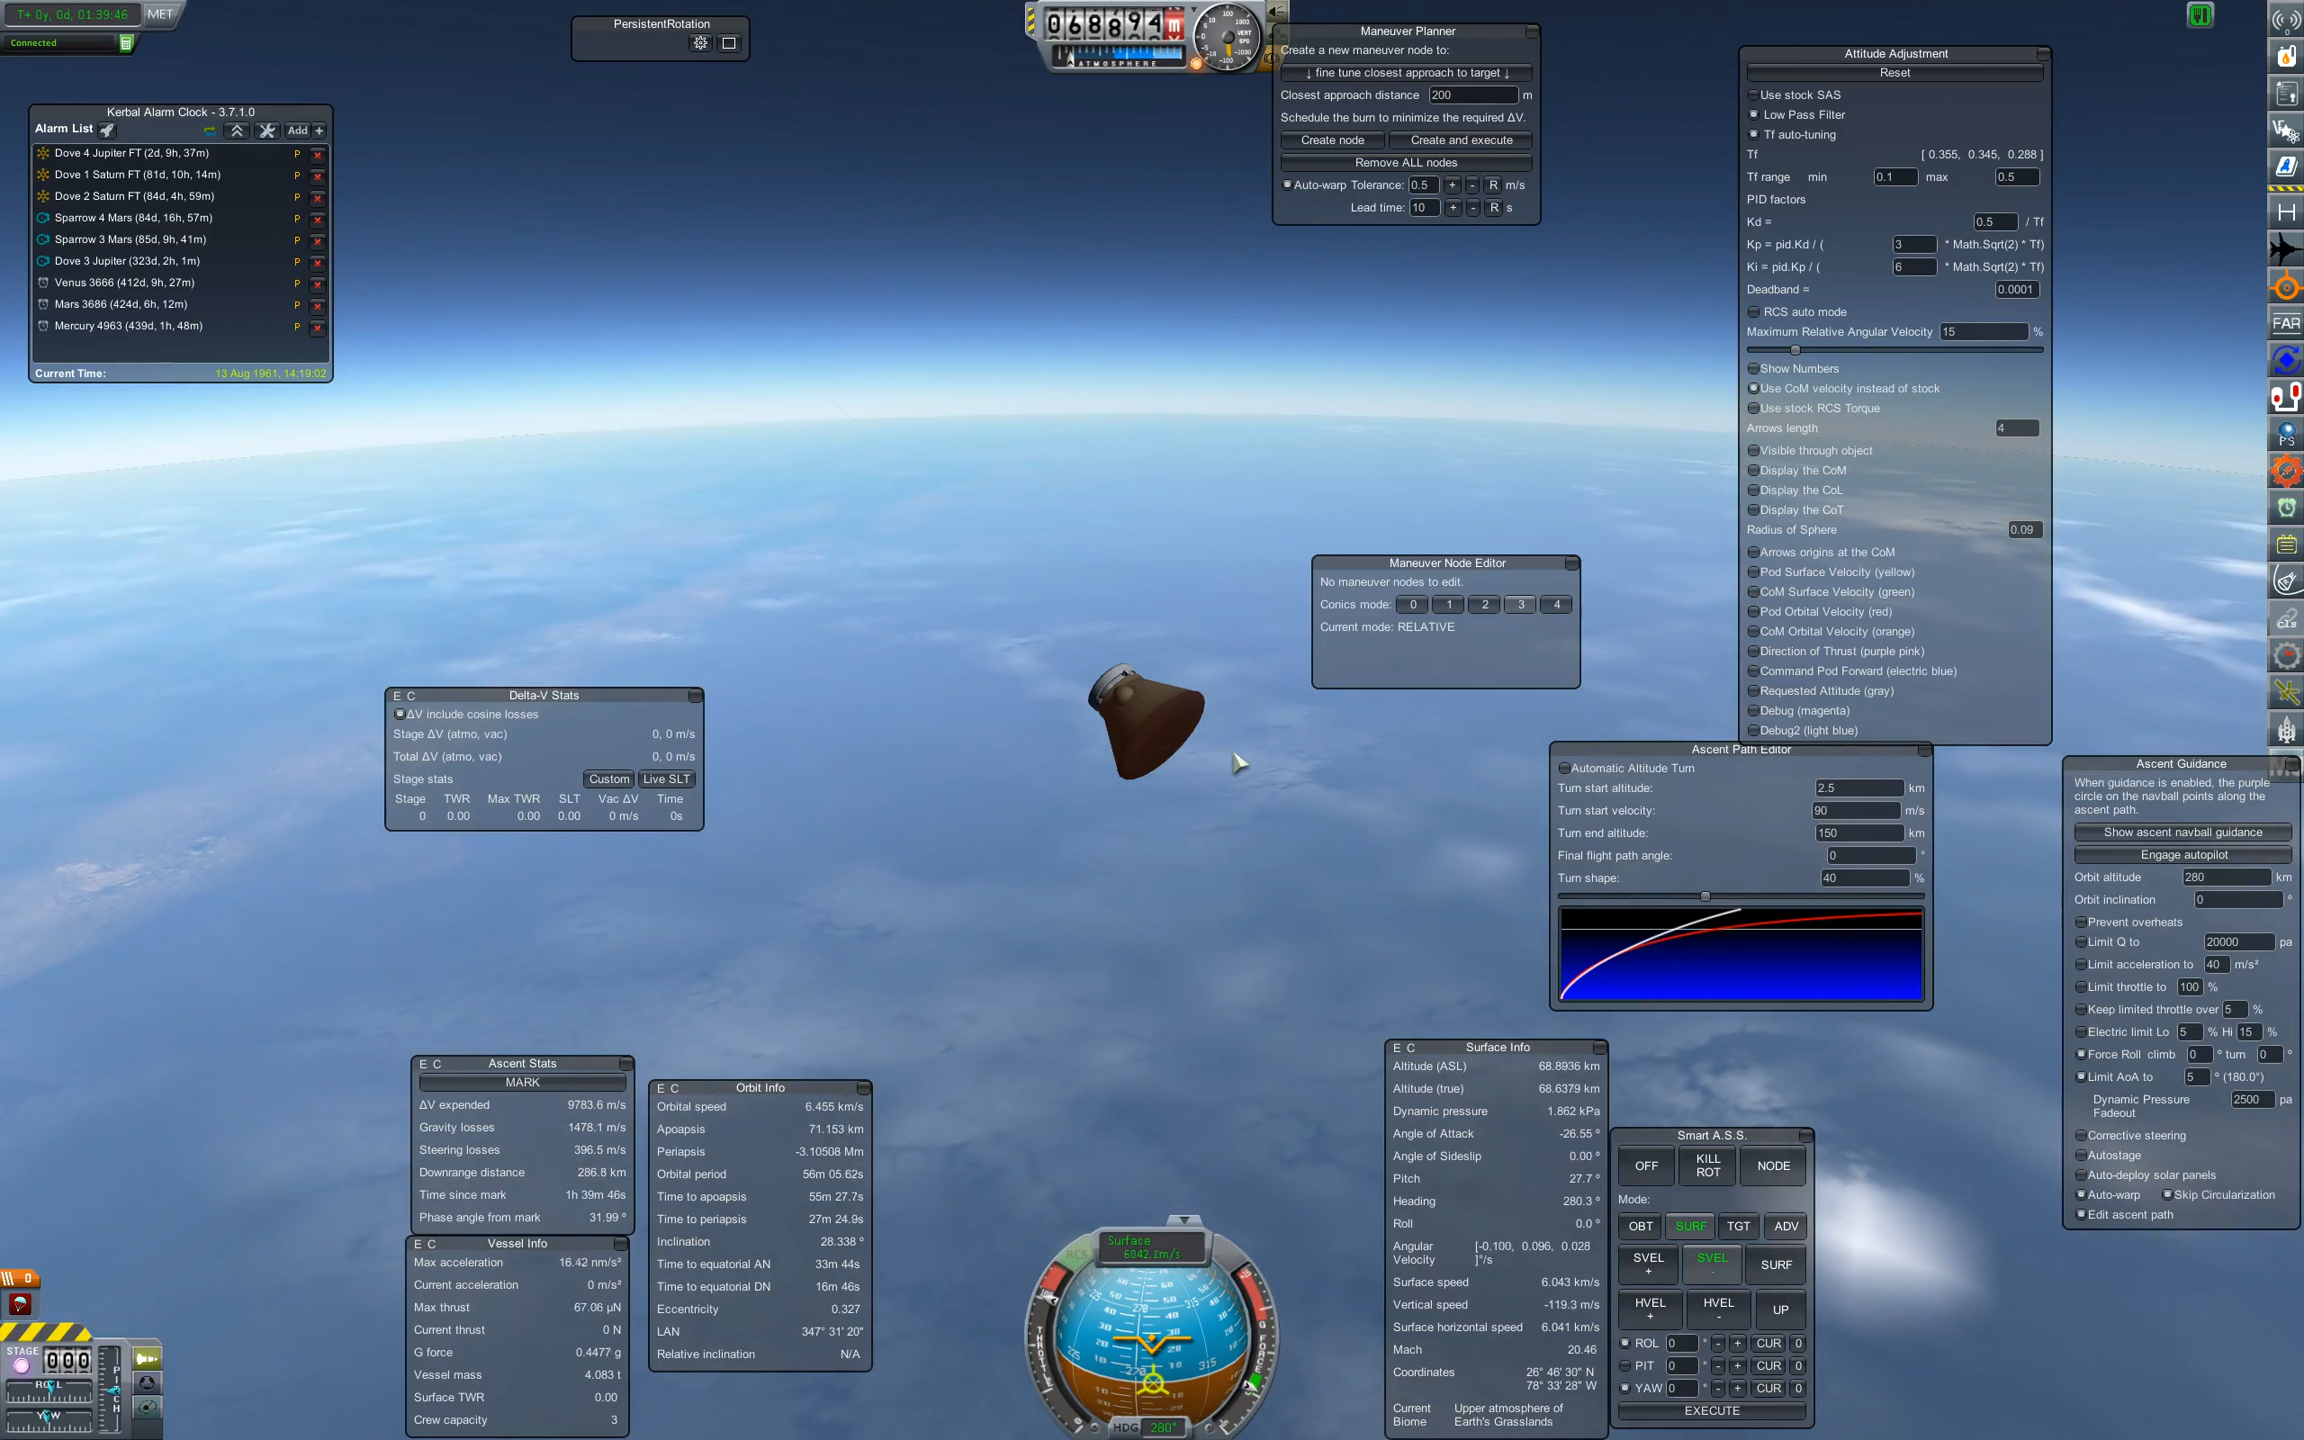 T+ 0y, 0d, 01:39:46 MET
Connected
PersistentRotation
068894m
ATMOSPHERE
Kerbal Alarm Clock - 3.7.1.0
Alarm List Add +
Dove 4 Jupiter FT (2d, 9h, 37m) P
Dove 1 Saturn FT (81d, 10h, 14m) P
Dove 2 Saturn FT (84d, 4h, 59m) P
Sparrow 4 Mars (84d, 16h, 57m) P
Sparrow 3 Mars (85d, 9h, 41m) P
Dove 3 Jupiter (323d, 2h, 1m) P
Venus 3666 (412d, 9h, 27m) P
Mars 3686 (424d, 6h, 12m) P
Mercury 4963 (439d, 1h, 48m) P
Current Time: 13 Aug 1961, 14:19:02
Maneuver Planner
Create a new maneuver node to:
↓ fine tune closest approach to target ↓
Closest approach distance 200 m
Schedule the burn to minimize the required ΔV.
Create node Create and execute
Remove ALL nodes
Auto-warp Tolerance: 0.5 + - R m/s
Lead time: 10 + - R s
Attitude Adjustment
Reset
Use stock SAS
Low Pass Filter
Tf auto-tuning
Tf [ 0.355, 0.345, 0.288 ]
Tf range min 0.1 max 0.5
PID factors
Kd = 0.5 / Tf
Kp = pid.Kd / ( 3 * Math.Sqrt(2) * Tf)
Ki = pid.Kp / ( 6 * Math.Sqrt(2) * Tf)
Deadband = 0.0001
RCS auto mode
Maximum Relative Angular Velocity 15 %
Show Numbers
Use CoM velocity instead of stock
Use stock RCS Torque
Arrows length 4
Visible through object
Display the CoM
Display the CoL
Display the CoT
Radius of Sphere 0.09
Arrows origins at the CoM
Pod Surface Velocity (yellow)
CoM Surface Velocity (green)
Pod Orbital Velocity (red)
CoM Orbital Velocity (orange)
Direction of Thrust (purple pink)
Command Pod Forward (electric blue)
Requested Attitude (gray)
Debug (magenta)
Debug2 (light blue)
FAR
PS
cls
Maneuver Node Editor
No maneuver nodes to edit.
Conics mode: 0 1 2 3 4
Current mode: RELATIVE
E C Delta-V Stats
ΔV include cosine losses
Stage ΔV (atmo, vac) 0, 0 m/s
Total ΔV (atmo, vac) 0, 0 m/s
Stage stats Custom Live SLT
Stage TWR Max TWR SLT Vac ΔV Time
0 0.00 0.00 0.00 0 m/s 0s
Ascent Path Editor
Automatic Altitude Turn
Turn start altitude: 2.5 km
Turn start velocity: 90 m/s
Turn end altitude: 150 km
Final flight path angle: 0 °
Turn shape: 40 %
Ascent Guidance
When guidance is enabled, the purple
circle on the navball points along the
ascent path.
Show ascent navball guidance
Engage autopilot
Orbit altitude 280 km
Orbit inclination 0 °
Prevent overheats
Limit Q to 20000 pa
Limit acceleration to 40 m/s²
Limit throttle to 100 %
Keep limited throttle over 5 %
Electric limit Lo 5 % Hi 15 %
Force Roll climb 0 ° turn 0 °
Limit AoA to 5 ° (180.0°)
Dynamic Pressure 2500 pa
Fadeout
Corrective steering
Autostage
Auto-deploy solar panels
Auto-warp Skip Circularization
Edit ascent path
E C Ascent Stats
MARK
ΔV expended 9783.6 m/s
Gravity losses 1478.1 m/s
Steering losses 396.5 m/s
Downrange distance 286.8 km
Time since mark 1h 39m 46s
Phase angle from mark 31.99 °
E C Vessel Info
Max acceleration 16.42 nm/s²
Current acceleration 0 m/s²
Max thrust 67.06 µN
Current thrust 0 N
G force 0.4477 g
Vessel mass 4.083 t
Surface TWR 0.00
Crew capacity 3
E C Orbit Info
Orbital speed 6.455 km/s
Apoapsis 71.153 km
Periapsis -3.10508 Mm
Orbital period 56m 05.62s
Time to apoapsis 55m 27.7s
Time to periapsis 27m 24.9s
Inclination 28.338 °
Time to equatorial AN 33m 44s
Time to equatorial DN 16m 46s
Eccentricity 0.327
LAN 347° 31' 20"
Relative inclination N/A
E C Surface Info
Altitude (ASL) 68.8936 km
Altitude (true) 68.6379 km
Dynamic pressure 1.862 kPa
Angle of Attack -26.55 °
Angle of Sideslip 0.00 °
Pitch 27.7 °
Heading 280.3 °
Roll 0.0 °
Angular [-0.100, 0.096, 0.028
Velocity ]°/s
Surface speed 6.043 km/s
Vertical speed -119.3 m/s
Surface horizontal speed 6.041 km/s
Mach 20.46
Coordinates 26° 46' 30" N
78° 33' 28" W
Current Upper atmosphere of
Biome Earth's Grasslands
Smart A.S.S.
OFF KILL ROT NODE
Mode:
OBT SURF TGT ADV
SVEL + SVEL - SURF
HVEL + HVEL - UP
ROL 0 ° - + CUR 0
PIT 0 ° - + CUR 0
YAW 0 ° - + CUR 0
EXECUTE
Surface
6042.1m/s
RCS
THROTTLE
G FORCE
HDG 280°
0
STAGE 000
ROLL
YAW
PITCH